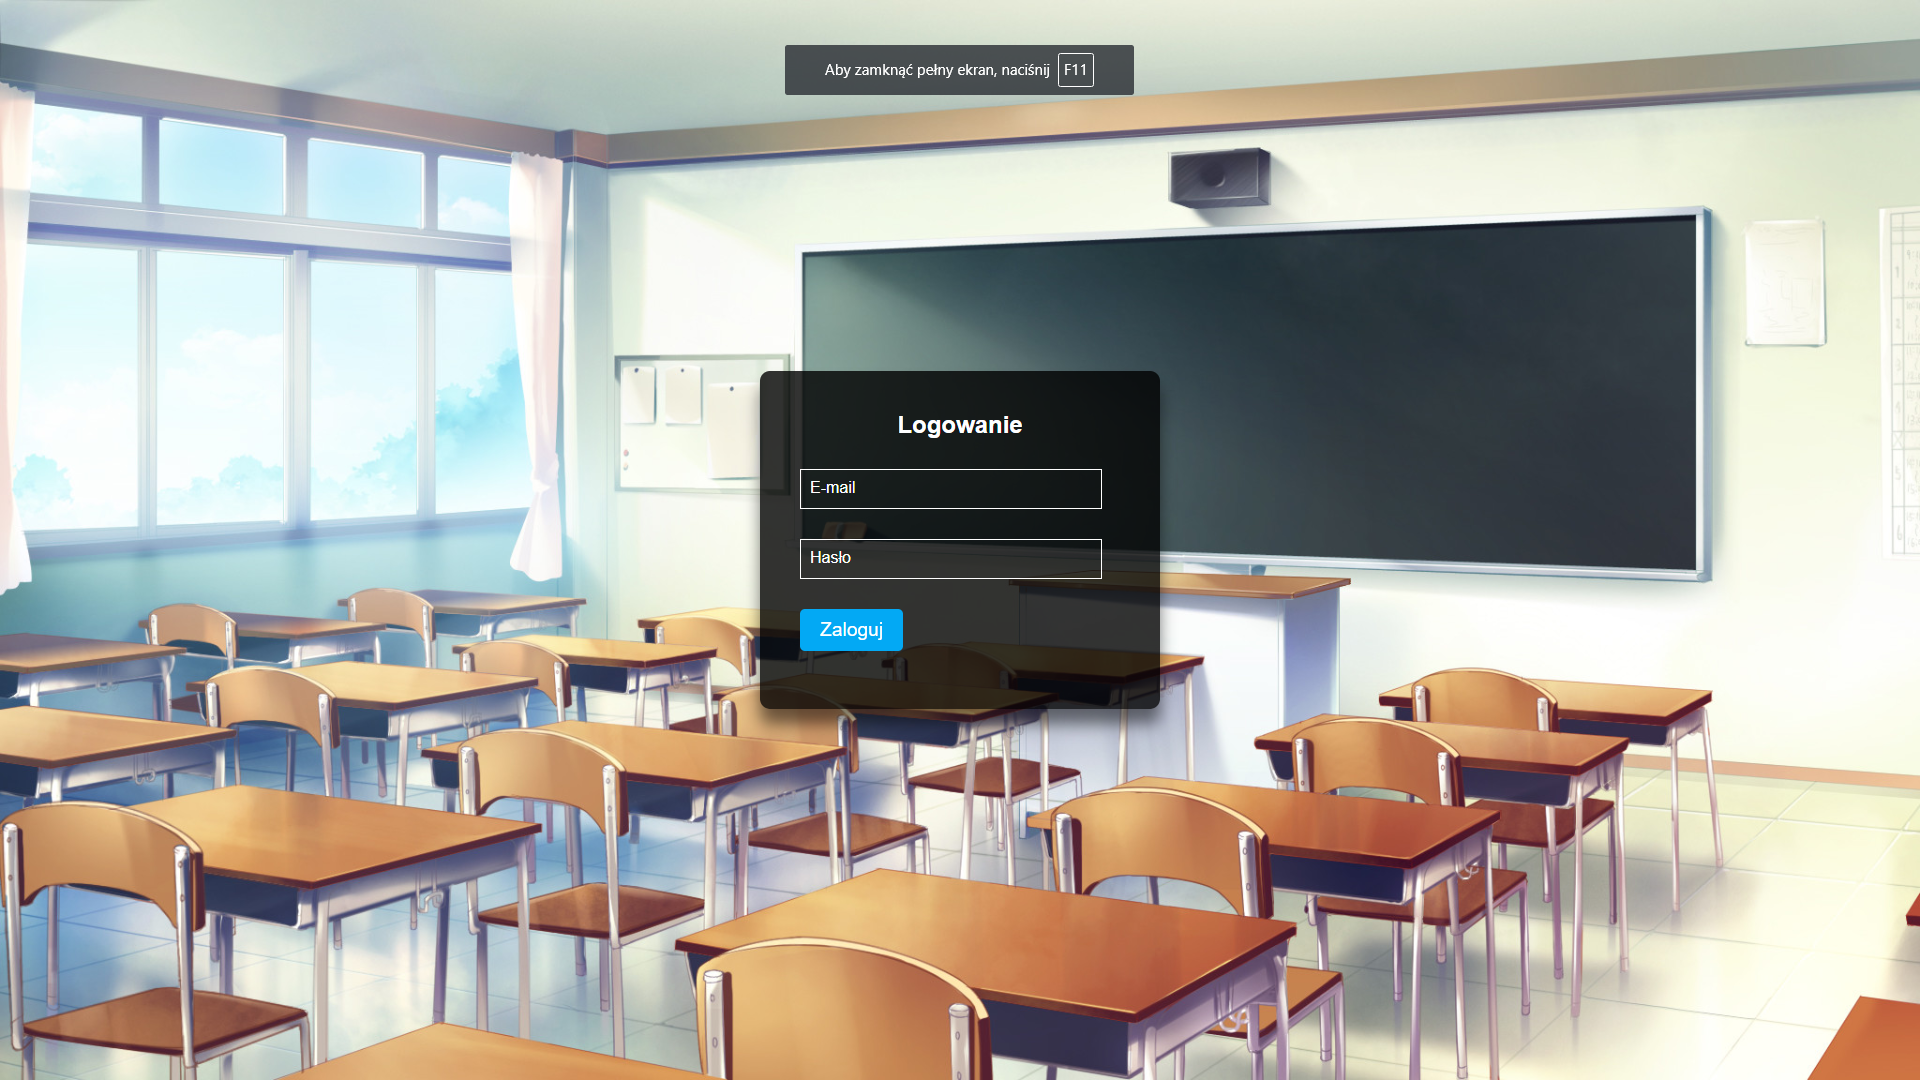 Aby zamknąć pełny ekran, naciśnij F11
Logowanie
E-mail
Hasło
Zaloguj